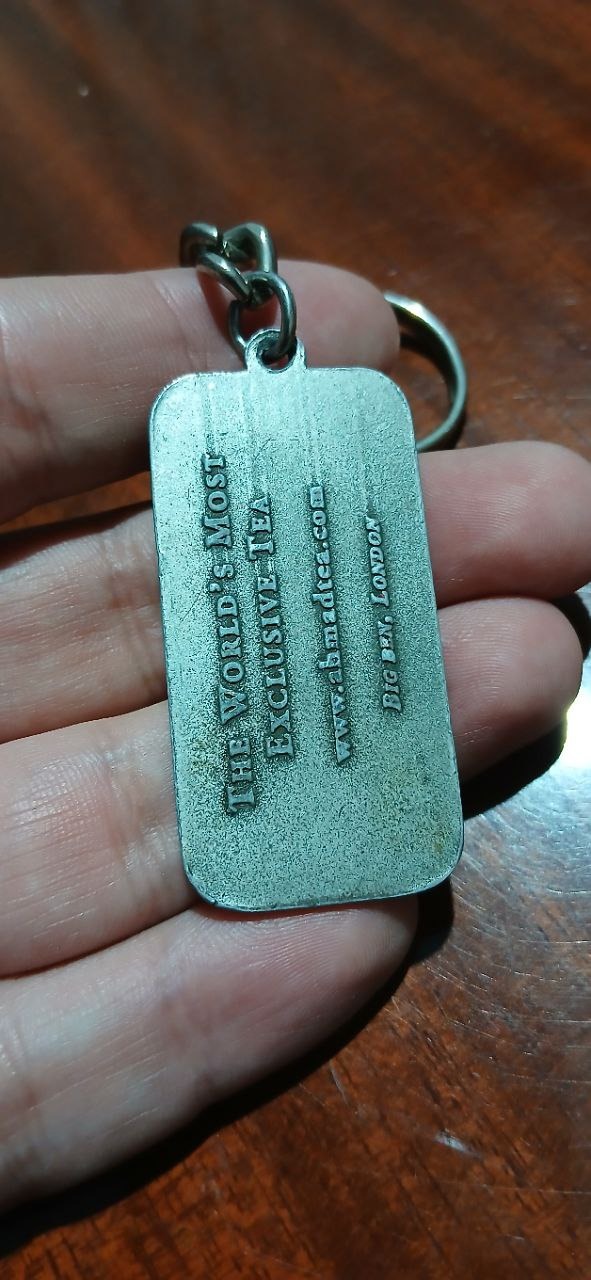 THE WORLD'S MOST
EXCLUSIVE TEA
www.ahmadtea.com
BIG BEN, LONDON